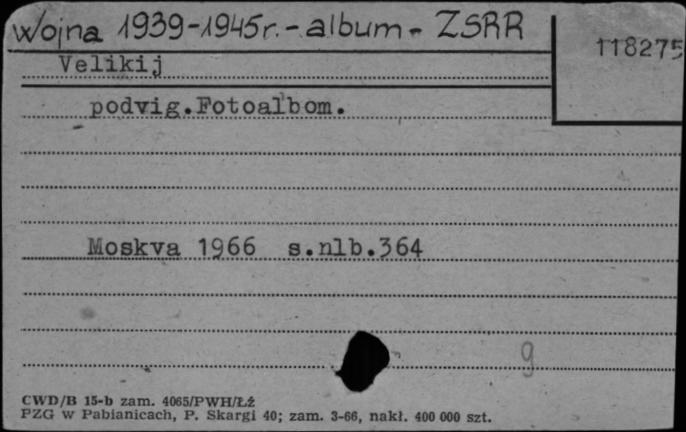 Wojna 1939-1945r.-album- ZSRR
118275
Velikij
podvig.Fotoalbom.
Moskva 1966 s.nlb.364
9
CWD/B 15-b zam. 4065/PWH/Łź
PZG w Pabianicach, P. Skargi 40; zam. 3-66, nakł. 400 000 szt.